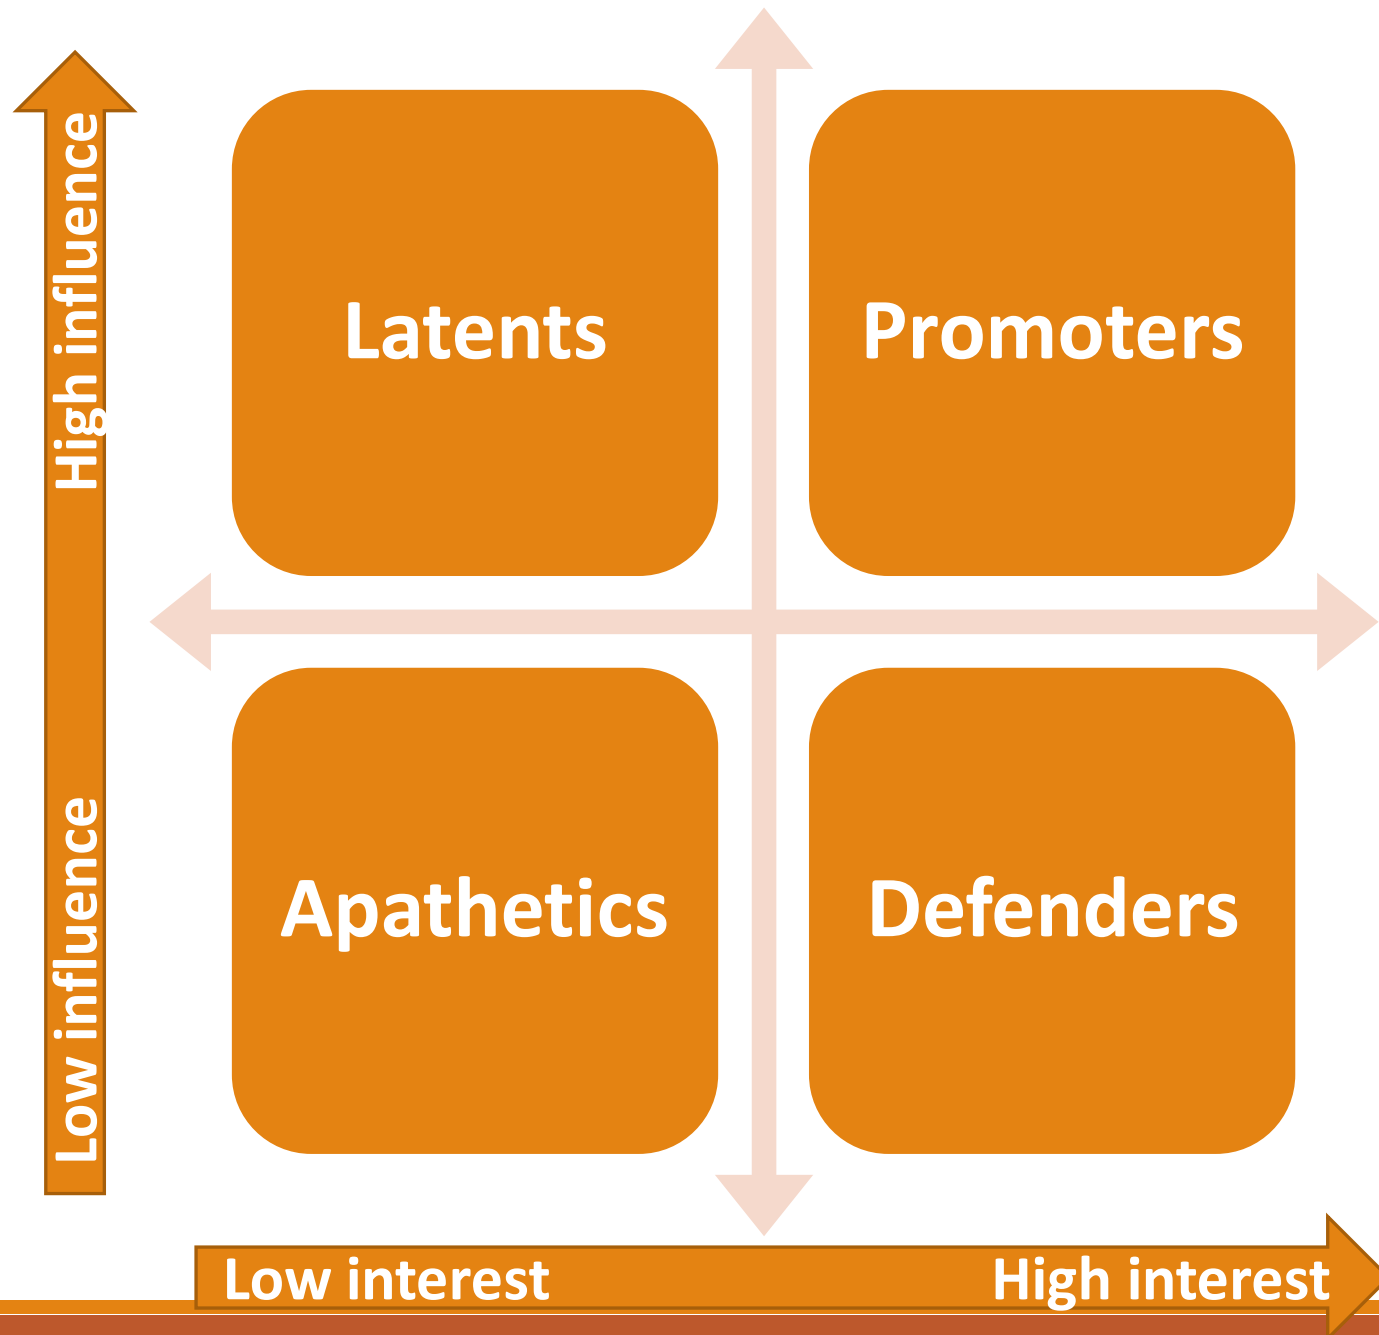 High influence
Latents
Promoters
Low influence
Apathetics
Defenders
Low interest
High interest